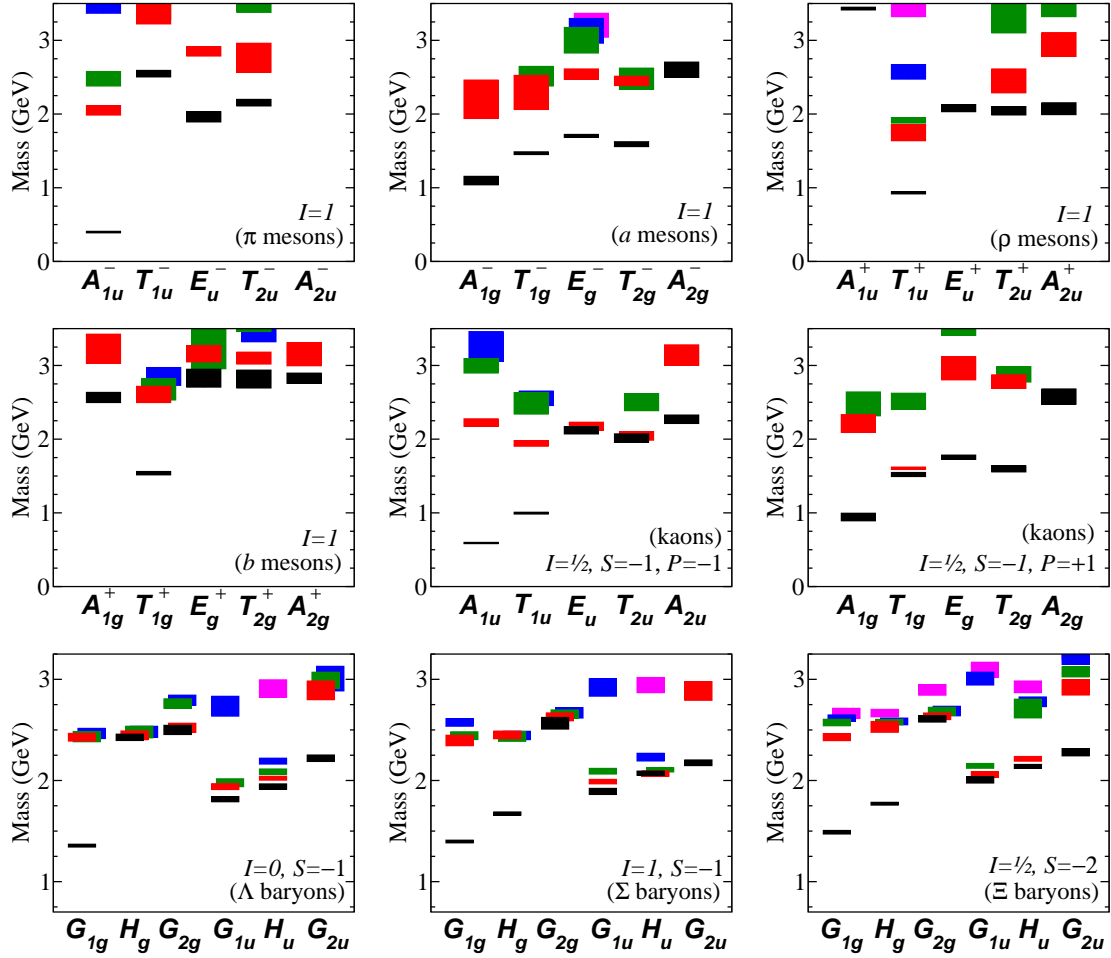 Mass (GeV)
3
2
1
0
I=1
(π mesons)
A₁ᵤ⁻ T₁ᵤ⁻ Eᵤ⁻ T₂ᵤ⁻ A₂ᵤ⁻
Mass (GeV)
3
2
1
0
I=1
(a mesons)
A₁g⁻ T₁g⁻ Eg⁻ T₂g⁻ A₂g⁻
Mass (GeV)
3
2
1
0
I=1
(ρ mesons)
A₁ᵤ⁺ T₁ᵤ⁺ Eᵤ⁺ T₂ᵤ⁺ A₂ᵤ⁺
Mass (GeV)
3
2
1
0
I=1
(b mesons)
A₁g⁺ T₁g⁺ Eg⁺ T₂g⁺ A₂g⁺
Mass (GeV)
3
2
1
0
(kaons)
I=½, S=−1, P=−1
A₁ᵤ T₁ᵤ Eᵤ T₂ᵤ A₂ᵤ
Mass (GeV)
3
2
1
0
(kaons)
I=½, S=−1, P=+1
A₁g T₁g Eg T₂g A₂g
Mass (GeV)
3
2
1
I=0, S=−1
(Λ baryons)
G₁g Hg G₂g G₁ᵤ Hᵤ G₂ᵤ
Mass (GeV)
3
2
1
I=1, S=−1
(Σ baryons)
G₁g Hg G₂g G₁ᵤ Hᵤ G₂ᵤ
Mass (GeV)
3
2
1
I=½, S=−2
(Ξ baryons)
G₁g Hg G₂g G₁ᵤ Hᵤ G₂ᵤ